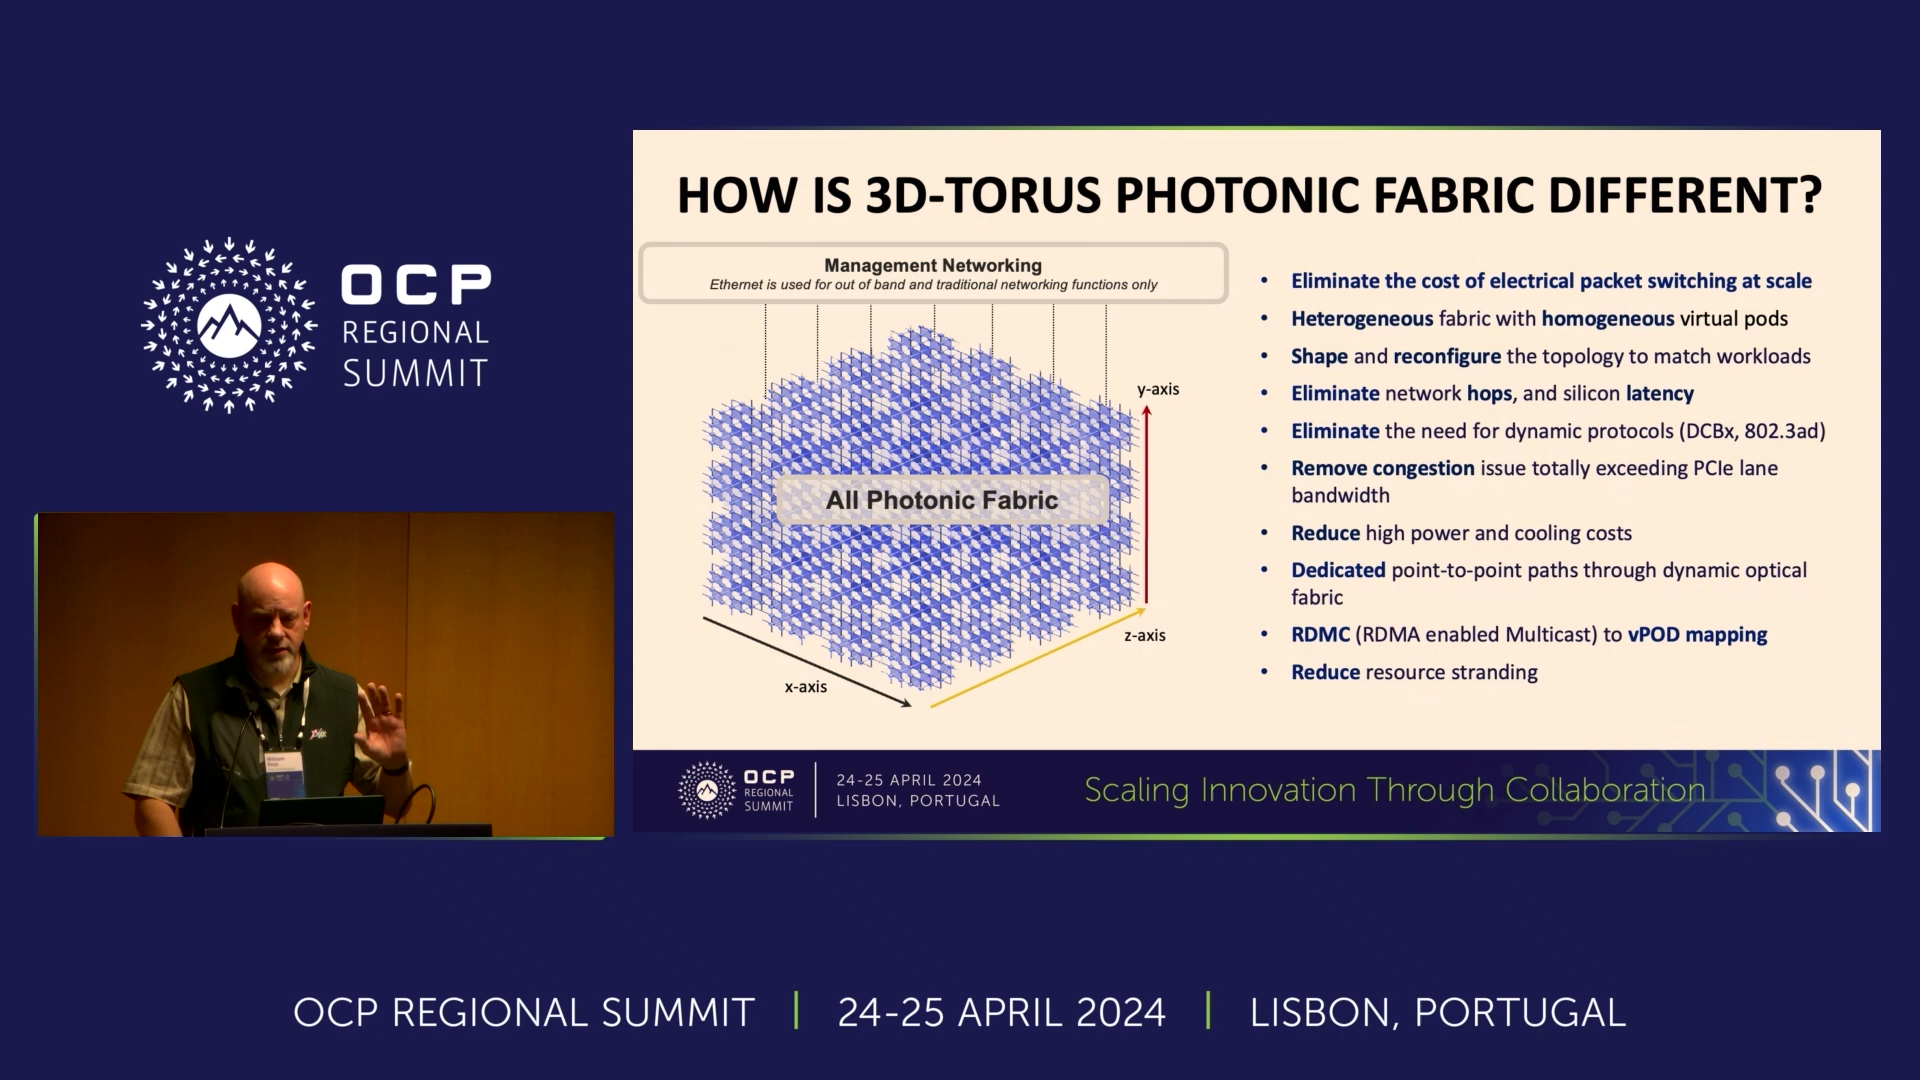 OCP
REGIONAL
SUMMIT
William
HOW IS 3D-TORUS PHOTONIC FABRIC DIFFERENT?
Management Networking
Ethernet is used for out of band and traditional networking functions only
All Photonic Fabric
y-axis
z-axis
x-axis
• Eliminate the cost of electrical packet switching at scale
• Heterogeneous fabric with homogeneous virtual pods
• Shape and reconfigure the topology to match workloads
• Eliminate network hops, and silicon latency
• Eliminate the need for dynamic protocols (DCBx, 802.3ad)
• Remove congestion issue totally exceeding PCIe lane
bandwidth
• Reduce high power and cooling costs
• Dedicated point-to-point paths through dynamic optical
fabric
• RDMC (RDMA enabled Multicast) to vPOD mapping
• Reduce resource stranding
OCP
REGIONAL
SUMMIT
24-25 APRIL 2024
LISBON, PORTUGAL
Scaling Innovation Through Collaboration
OCP REGIONAL SUMMIT | 24-25 APRIL 2024 | LISBON, PORTUGAL